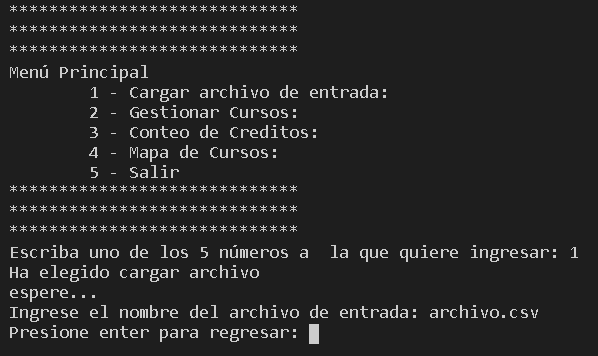 *****************************
*****************************
*****************************
Menú Principal
        1 - Cargar archivo de entrada:
        2 - Gestionar Cursos:
        3 - Conteo de Creditos:
        4 - Mapa de Cursos:
        5 - Salir
*****************************
*****************************
*****************************
Escriba uno de los 5 números a  la que quiere ingresar: 1
Ha elegido cargar archivo
espere...
Ingrese el nombre del archivo de entrada: archivo.csv
Presione enter para regresar: